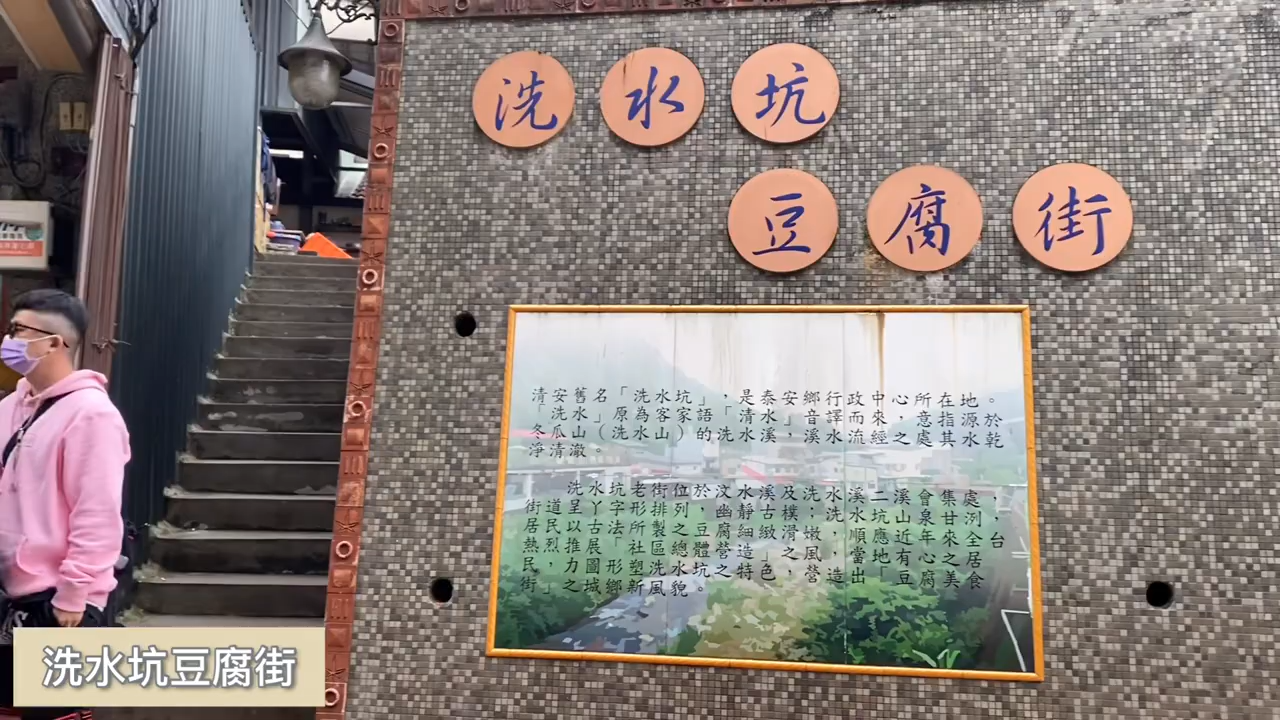 洗水坑
豆腐街
清安舊名「洗水坑」，是泰安鄉行政中心所在地。
「洗水」原為客家語「清水」音譯而來，意指源於
冬瓜山（洗水山）的洗水溪，溪水流經之處其水乾
淨清澈。
洗水坑老街位於汶水溪及洗水溪二溪會集處，
街道呈丫字形排列，幽靜古樸；洗水坑山泉甘洌，
居民以古法所製之豆腐細緻滑嫩，順應近年來全台
熱烈推展「社區總體營造」之風，當地有心之居
民，力圖形塑洗水坑之特色，營造出「豆腐美食
街」之城鄉新風貌。
洗水坑豆腐街